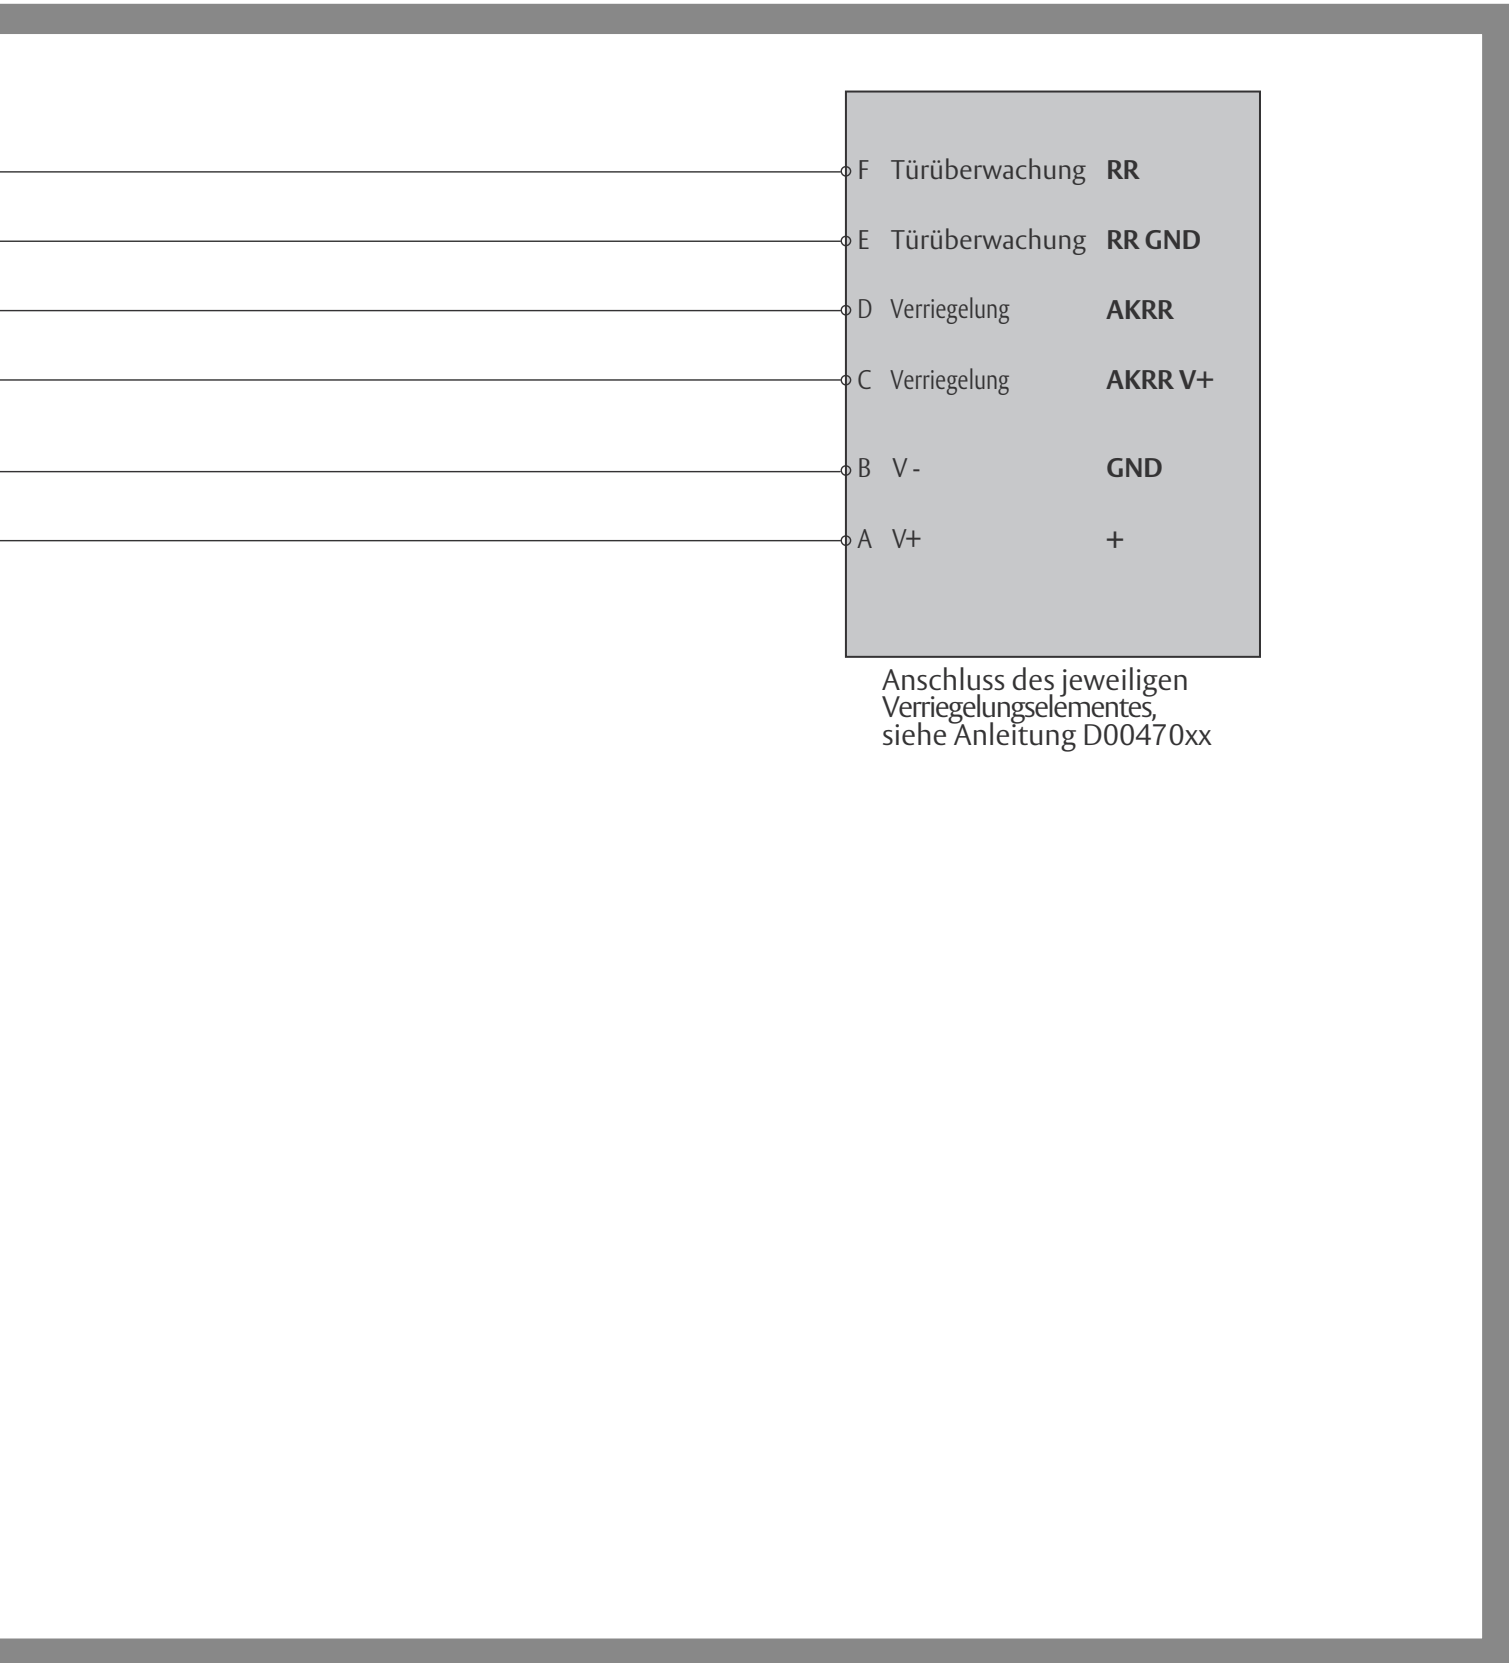 F Türüberwachung RR
E Türüberwachung RR GND
D Verriegelung AKRR
C Verriegelung AKRR V+
B V - GND
A V+ +
Anschluss des jeweiligen
Verriegelungselementes,
siehe Anleitung D00470xx